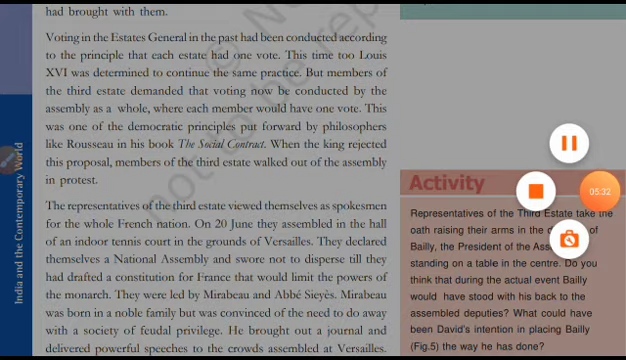 had brought with them.
Voting in the Estates General in the past had been conducted according
to the principle that each estate had one vote. This time too Louis
XVI was determined to continue the same practice. But members of
the third estate demanded that voting now be conducted by the
assembly as a whole, where each member would have one vote. This
was one of the democratic principles put forward by philosophers
like Rousseau in his book The Social Contract. When the king rejected
this proposal, members of the third estate walked out of the assembly
in protest.
The representatives of the third estate viewed themselves as spokesmen
for the whole French nation. On 20 June they assembled in the hall
of an indoor tennis court in the grounds of Versailles. They declared
themselves a National Assembly and swore not to disperse till they
had drafted a constitution for France that would limit the powers of
the monarch. They were led by Mirabeau and Abbé Sieyès. Mirabeau
was born in a noble family but was convinced of the need to do away
with a society of feudal privilege. He brought out a journal and
delivered powerful speeches to the crowds assembled at Versailles.
India and the Contemporary World
not to be
Activity
Representatives of the Third Estate take the
oath raising their arms in the of
Bailly, the President of the
standing on a table in the centre. Do you
think that during the actual event Bailly
would have stood with his back to the
assembled deputies? What could have
been David's intention in placing Bailly
(Fig.5) the way he has done?
05:32